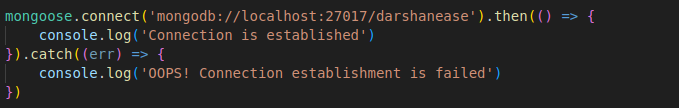 mongoose.connect('mongodb://localhost:27017/darshanease').then(() => {
    console.log('Connection is established')
}).catch((err) => {
    console.log('OOPS! Connection establishment is failed')
})